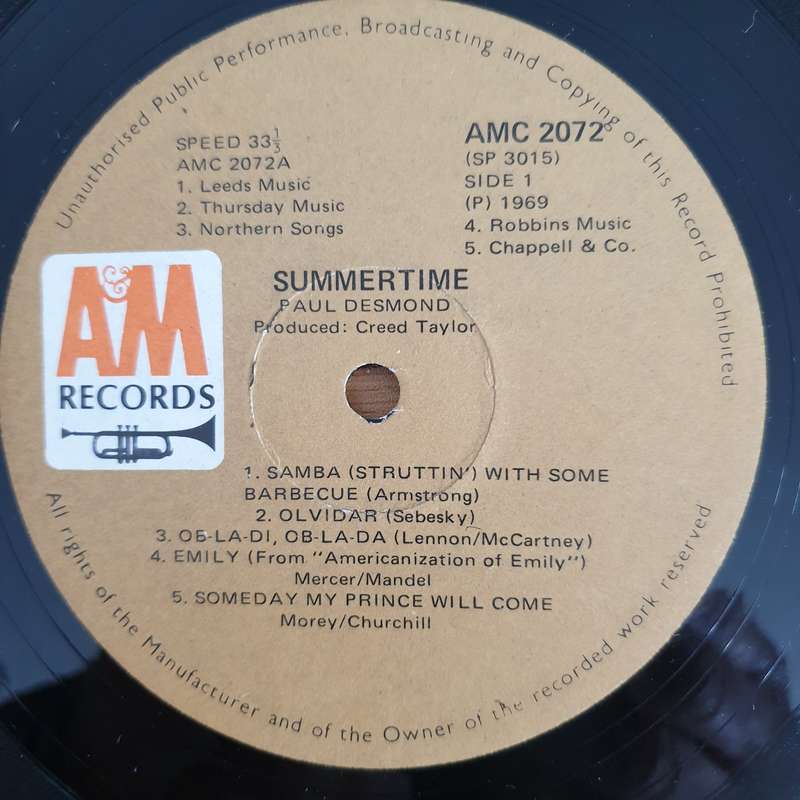 Unauthorised Public Performance, Broadcasting and Copying of this Record Prohibited
SPEED 33⅓
AMC 2072A
1. Leeds Music
2. Thursday Music
3. Northern Songs
AMC 2072
(SP 3015)
SIDE 1
(P) 1969
4. Robbins Music
5. Chappell & Co.
A&M
RECORDS
SUMMERTIME
PAUL DESMOND
Produced: Creed Taylor
1. SAMBA (STRUTTIN') WITH SOME
BARBECUE (Armstrong)
2. OLVIDAR (Sebesky)
3. OB-LA-DI, OB-LA-DA (Lennon/McCartney)
4. EMILY (From "Americanization of Emily")
Mercer/Mandel
5. SOMEDAY MY PRINCE WILL COME
Morey/Churchill
All rights of the Manufacturer and of the Owner of the recorded work reserved